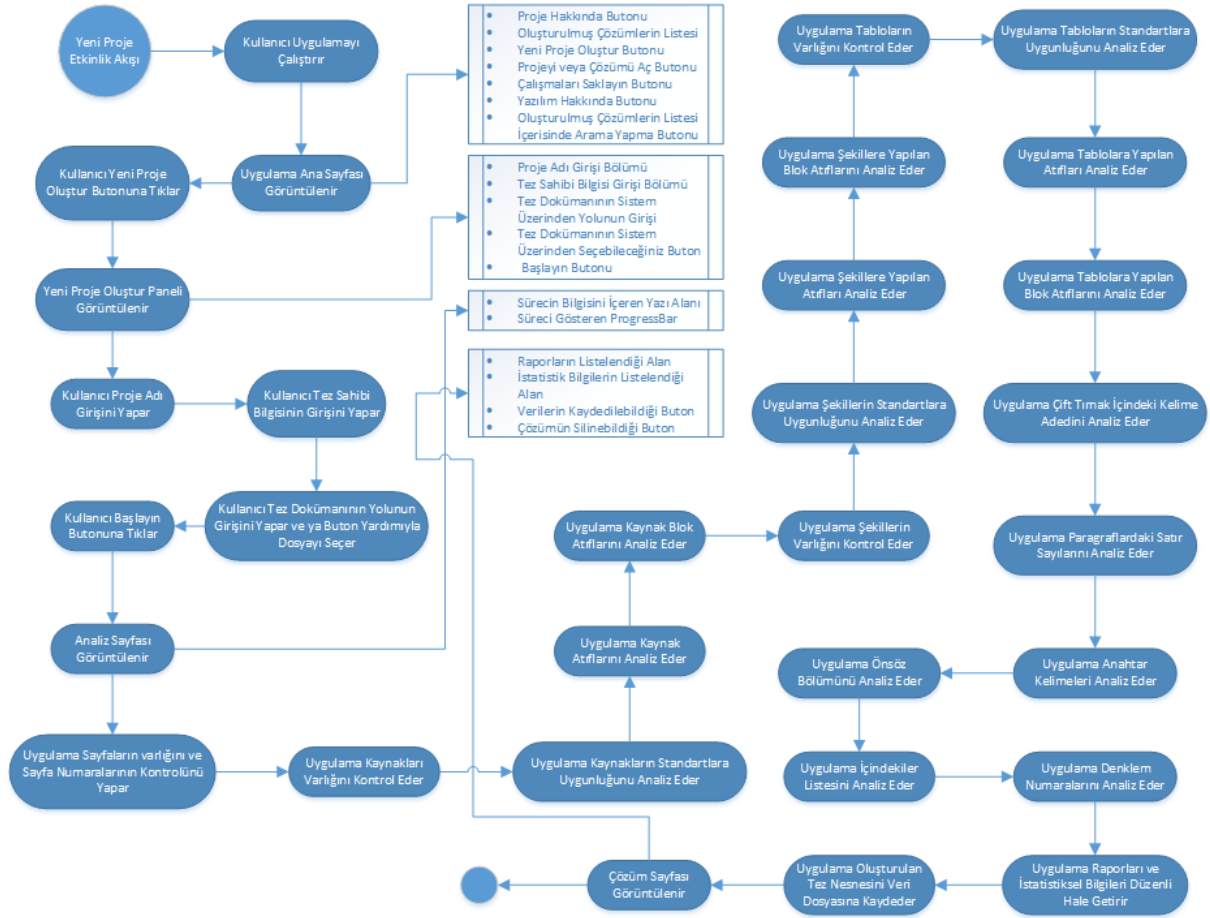 Yeni Proje
Etkinlik Akışı
Kullanıcı Uygulamayı
Çalıştırır
Uygulama Ana Sayfası
Görüntülenir
Kullanıcı Yeni Proje
Oluştur Butonuna Tıklar
Yeni Proje Oluştur Paneli
Görüntülenir
Kullanıcı Proje Adı
Girişini Yapar
Kullanıcı Tez Sahibi
Bilgisinin Girişini Yapar
Kullanıcı Tez Dokümanının Yolunun
Girişini Yapar ve ya Buton Yardımıyla
Dosyayı Seçer
Kullanıcı Başlayın
Butonuna Tıklar
Analiz Sayfası
Görüntülenir
Uygulama Sayfaların varlığını ve
Sayfa Numaralarının Kontrolünü
Yapar
Uygulama Kaynakları
Varlığını Kontrol Eder
Uygulama Kaynakların Standartlara
Uygunluğunu Analiz Eder
Uygulama Kaynak
Atıflarını Analiz Eder
Uygulama Kaynak Blok
Atıflarını Analiz Eder
Uygulama Şekillerin
Varlığını Kontrol Eder
Uygulama Şekillerin Standartlara
Uygunluğunu Analiz Eder
Uygulama Şekillere Yapılan
Atıfları Analiz Eder
Uygulama Şekillere Yapılan
Blok Atıflarını Analiz Eder
Uygulama Tabloların
Varlığını Kontrol Eder
Uygulama Tabloların Standartlara
Uygunluğunu Analiz Eder
Uygulama Tablolara Yapılan
Atıfları Analiz Eder
Uygulama Tablolara Yapılan
Blok Atıflarını Analiz Eder
Uygulama Çift Tırnak İçindeki Kelime
Adedini Analiz Eder
Uygulama Paragraflardaki Satır
Sayılarını Analiz Eder
Uygulama Anahtar
Kelimeleri Analiz Eder
Uygulama Önsöz
Bölümünü Analiz Eder
Uygulama İçindekiler
Listesini Analiz Eder
Uygulama Denklem
Numaralarını Analiz Eder
Uygulama Raporları ve
İstatistiksel Bilgileri Düzenli
Hale Getirir
Uygulama Oluşturulan
Tez Nesnesini Veri
Dosyasına Kaydeder
Çözüm Sayfası
Görüntülenir
• Proje Hakkında Butonu
• Oluşturulmuş Çözümlerin Listesi
• Yeni Proje Oluştur Butonu
• Projeyi veya Çözümü Aç Butonu
• Çalışmaları Saklayın Butonu
• Yazılım Hakkında Butonu
• Oluşturulmuş Çözümlerin Listesi
İçerisinde Arama Yapma Butonu
• Proje Adı Girişi Bölümü
• Tez Sahibi Bilgisi Girişi Bölümü
• Tez Dokümanının Sistem
Üzerinden Yolunun Girişi
• Tez Dokümanının Sistem
Üzerinden Seçebileceğiniz Buton
• Başlayın Butonu
• Sürecin Bilgisini İçeren Yazı Alanı
• Süreci Gösteren ProgressBar
• Raporların Listelendiği Alan
• İstatistik Bilgilerin Listelendiği
Alan
• Verilerin Kaydedilebildiği Buton
• Çözümün Silinebildiği Buton